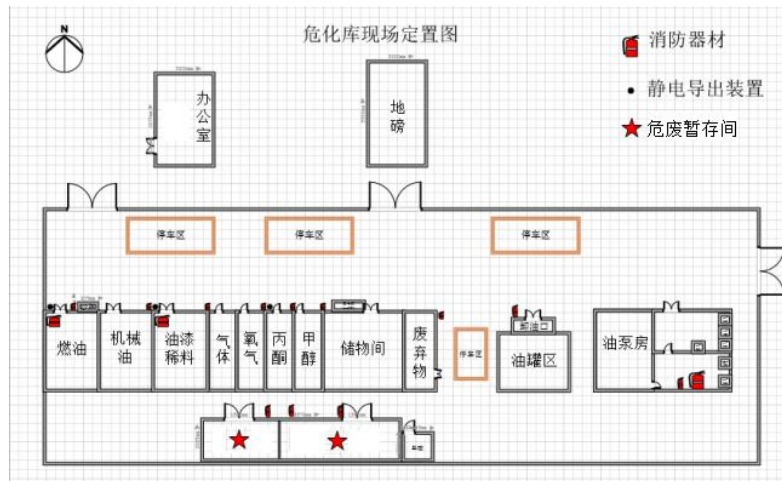 危化库现场定置图
N
消防器材
静电导出装置
危废暂存间
办公室
地磅
停车区
停车区
停车区
燃油
机械油
油漆稀料
气体
氧气
丙酮
甲醇
储物间
废弃物
停车区
卸油口
油罐区
油泵房